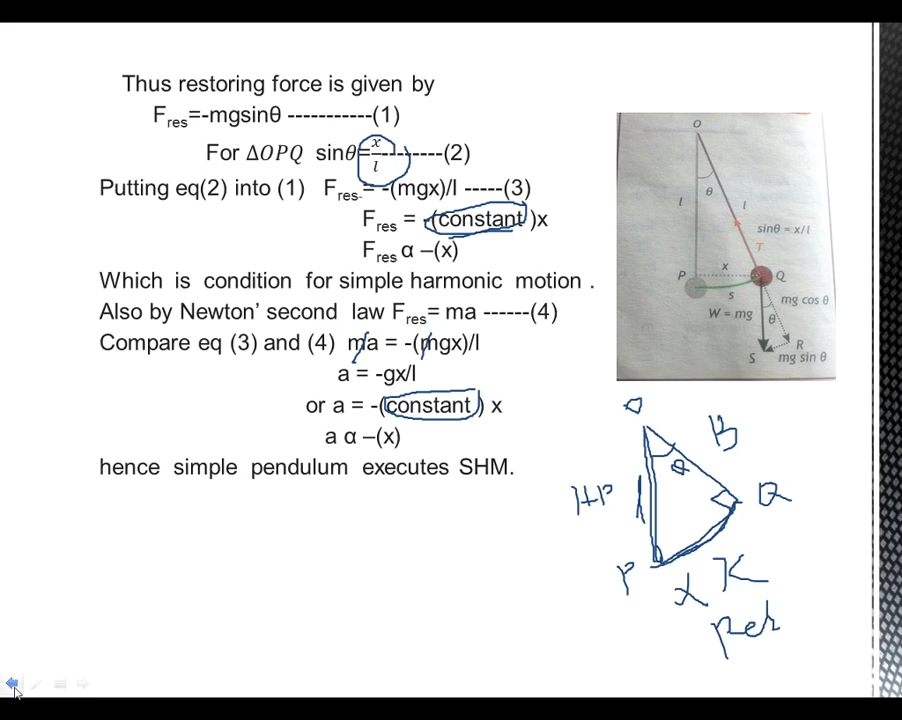 Thus restoring force is given by
Fres=-mgsinθ -----------(1)
For ΔOPQ sinθ=x/l--------(2)
Putting eq(2) into (1) Fres= -(mgx)/l -----(3)
Fres = -(constant )x
Fres α –(x)
Which is condition for simple harmonic motion .
Also by Newton' second law Fres= ma ------(4)
Compare eq (3) and (4) ma = -(mgx)/l
a = -gx/l
or a = -(constant ) x
a α –(x)
hence simple pendulum executes SHM.
O
θ
l
l
sinθ = x/l
T
x
P
Q
s
mg cos θ
W = mg
θ
R
S
mg sin θ
O
B
θ
HP
l
Q
P
x
K
per